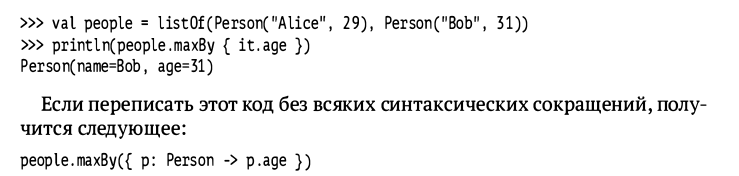 >>> val people = listOf(Person("Alice", 29), Person("Bob", 31))
>>> println(people.maxBy { it.age })
Person(name=Bob, age=31)
Если переписать этот код без всяких синтаксических сокращений, полу-
чится следующее:
people.maxBy({ p: Person -> p.age })